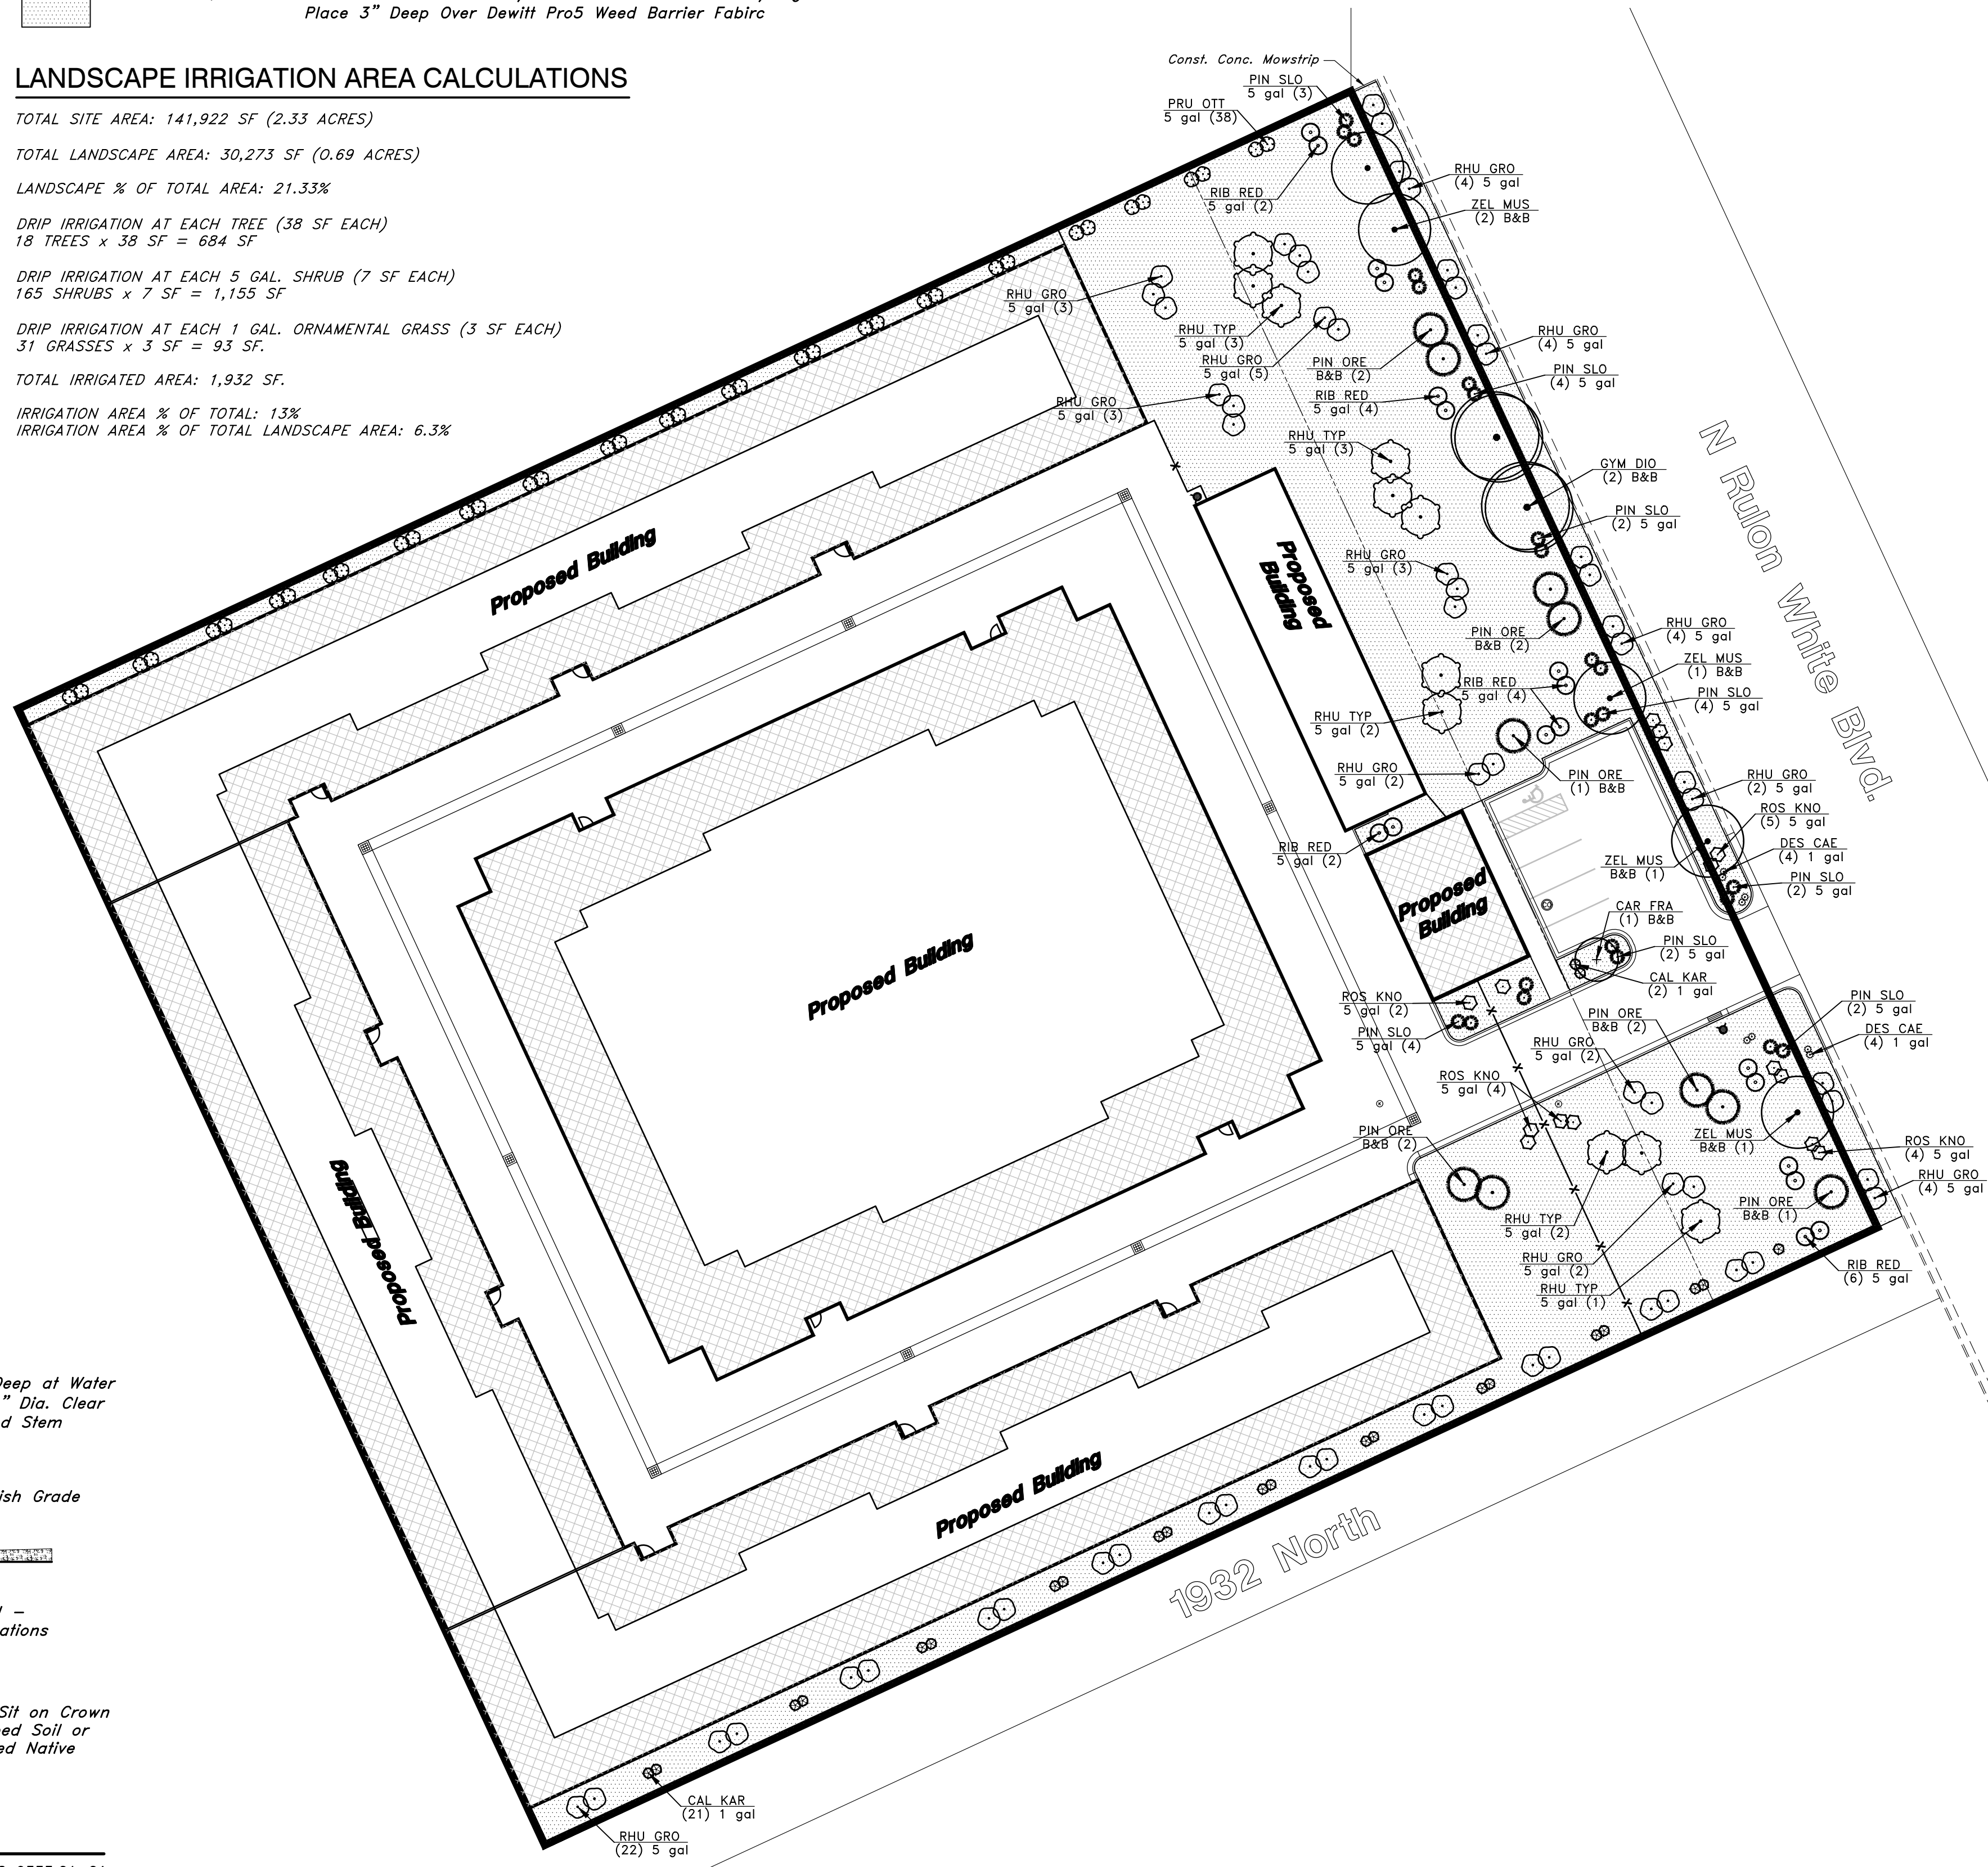 Place 3" Deep Over Dewitt Pro5 Weed Barrier Fabirc
LANDSCAPE IRRIGATION AREA CALCULATIONS
TOTAL SITE AREA: 141,922 SF (2.33 ACRES)
TOTAL LANDSCAPE AREA: 30,273 SF (0.69 ACRES)
LANDSCAPE % OF TOTAL AREA: 21.33%
DRIP IRRIGATION AT EACH TREE (38 SF EACH)
18 TREES x 38 SF = 684 SF
DRIP IRRIGATION AT EACH 5 GAL. SHRUB (7 SF EACH)
165 SHRUBS x 7 SF = 1,155 SF
DRIP IRRIGATION AT EACH 1 GAL. ORNAMENTAL GRASS (3 SF EACH)
31 GRASSES x 3 SF = 93 SF.
TOTAL IRRIGATED AREA: 1,932 SF.
IRRIGATION AREA % OF TOTAL: 13%
IRRIGATION AREA % OF TOTAL LANDSCAPE AREA: 6.3%
Const. Conc. Mowstrip
PIN SLO
5 gal (3)
PRU OTT
5 gal (38)
RHU GRO
(4) 5 gal
RIB RED
5 gal (2)
ZEL MUS
(2) B&B
RHU GRO
5 gal (3)
RHU TYP
5 gal (3)
RHU GRO
(4) 5 gal
RHU GRO
5 gal (5)
PIN ORE
B&B (2)
PIN SLO
(4) 5 gal
RHU GRO
5 gal (3)
RIB RED
5 gal (4)
RHU TYP
5 gal (3)
GYM DIO
(2) B&B
PIN SLO
(2) 5 gal
RHU GRO
5 gal (3)
PIN ORE
B&B (2)
RHU GRO
(4) 5 gal
ZEL MUS
(1) B&B
RIB RED
5 gal (4)
PIN SLO
(4) 5 gal
RHU TYP
5 gal (2)
RHU GRO
5 gal (2)
PIN ORE
(1) B&B
RHU GRO
(2) 5 gal
ROS KNO
(5) 5 gal
RIB RED
5 gal (2)
DES CAE
(4) 1 gal
ZEL MUS
B&B (1)
PIN SLO
(2) 5 gal
CAR FRA
(1) B&B
PIN SLO
(2) 5 gal
CAL KAR
(2) 1 gal
ROS KNO
5 gal (2)
PIN SLO
5 gal (4)
PIN ORE
B&B (2)
PIN SLO
(2) 5 gal
DES CAE
(4) 1 gal
RHU GRO
5 gal (2)
ROS KNO
5 gal (4)
PIN ORE
B&B (2)
ZEL MUS
B&B (1)
ROS KNO
(4) 5 gal
RHU GRO
(4) 5 gal
PIN ORE
B&B (1)
RHU TYP
5 gal (2)
RHU GRO
5 gal (2)
RHU TYP
5 gal (1)
RIB RED
(6) 5 gal
CAL KAR
(21) 1 gal
RHU GRO
(22) 5 gal
Proposed Building
Proposed
Building
Proposed
Building
Proposed Building
Proposed Building
Proposed Building
N Rulon White Blvd.
1932 North
Deep at Water
" Dia. Clear
d Stem
ish Grade
ations
Sit on Crown
ed Soil or
ed Native